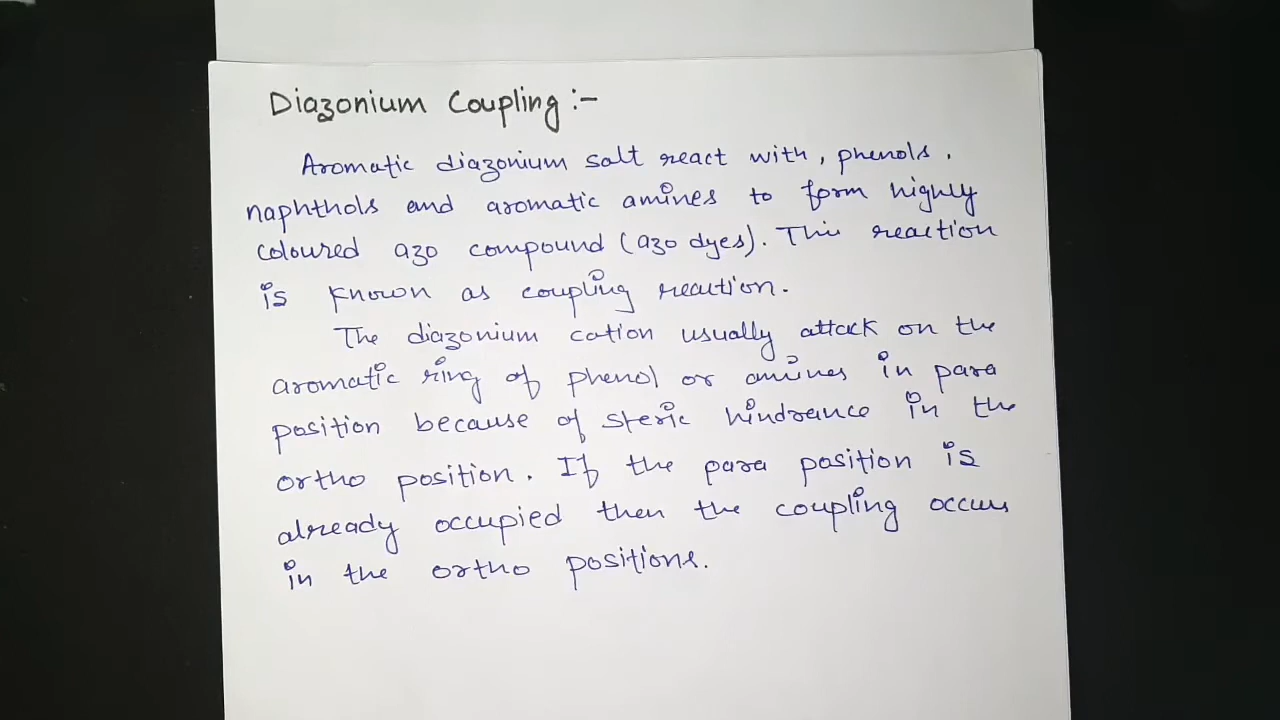 Diazonium Coupling :-
Aromatic diazonium salt react with, phenols,
naphthols and aromatic amines to form highly
coloured azo compound (azo dyes). This reaction
is known as coupling reaction.
The diazonium cation usually attack on the
aromatic ring of phenol or amines in para
position because of steric hindrance in the
ortho position. If the para position is
already occupied then the coupling occurs
in the ortho positions.